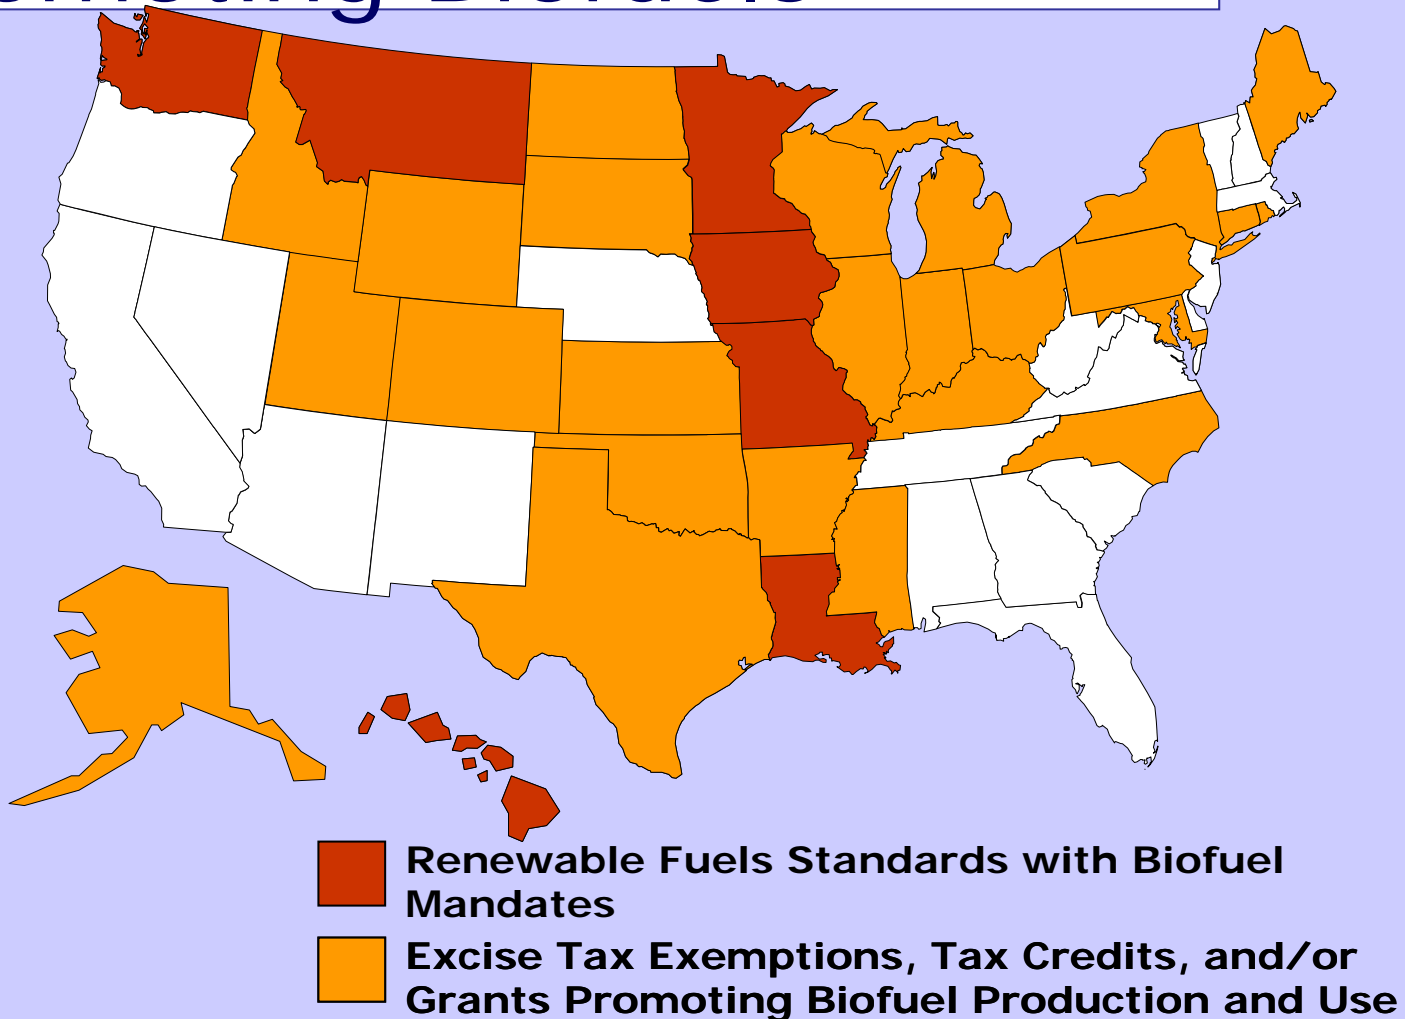 Renewable Fuels Standards with Biofuel
Mandates
Excise Tax Exemptions, Tax Credits, and/or
Grants Promoting Biofuel Production and Use